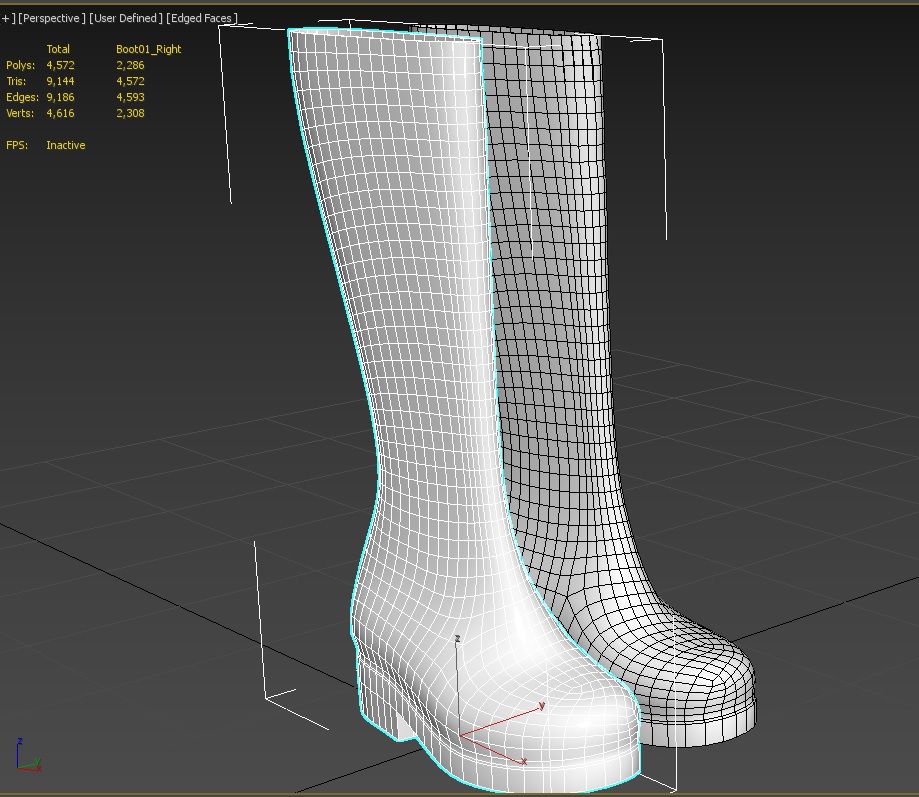 + ] [Perspective ] [User Defined ] [Edged Faces ]
Total Boot01_Right
Polys: 4,572 2,286
Tris: 9,144 4,572
Edges: 9,186 4,593
Verts: 4,616 2,308
FPS: Inactive
z
y
x
z
y
x